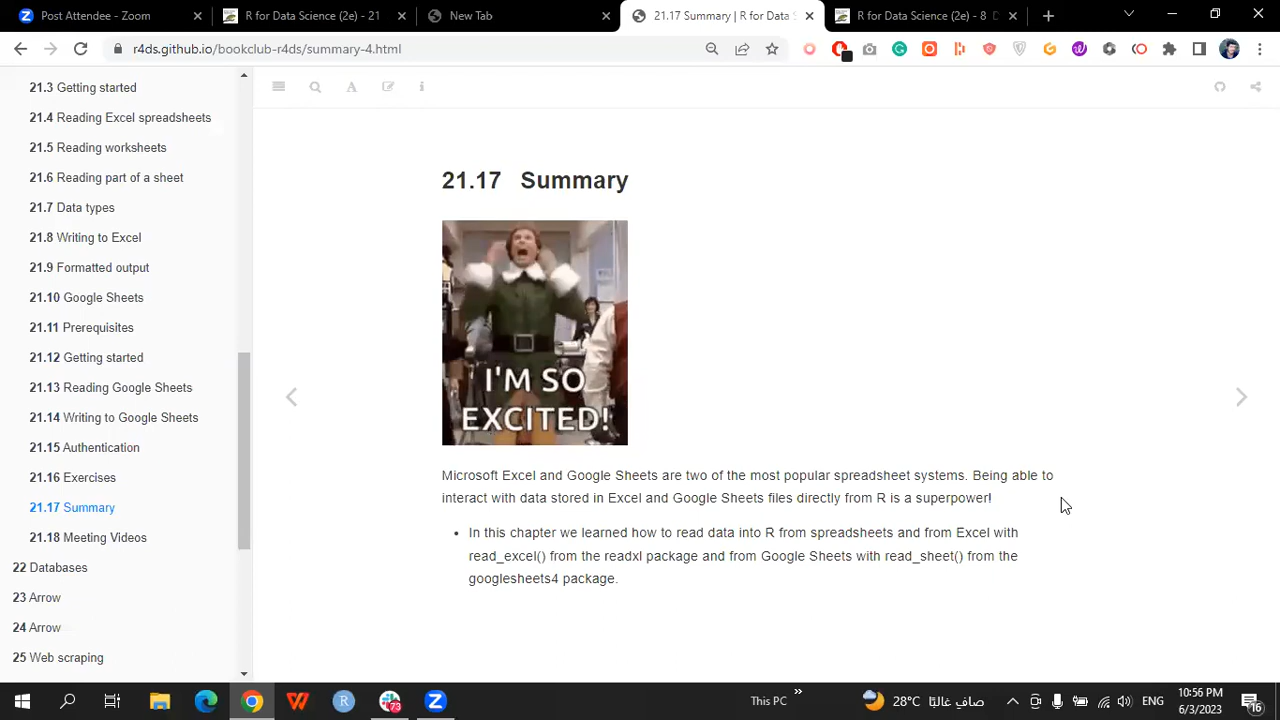 Post Attendee - Zoom
R for Data Science (2e) - 21
New Tab
21.17 Summary | R for Data S
R for Data Science (2e) - 8
r4ds.github.io/bookclub-r4ds/summary-4.html
21.3 Getting started
21.4 Reading Excel spreadsheets
21.5 Reading worksheets
21.6 Reading part of a sheet
21.7 Data types
21.8 Writing to Excel
21.9 Formatted output
21.10 Google Sheets
21.11 Prerequisites
21.12 Getting started
21.13 Reading Google Sheets
21.14 Writing to Google Sheets
21.15 Authentication
21.16 Exercises
21.17 Summary
21.18 Meeting Videos
22 Databases
23 Arrow
24 Arrow
25 Web scraping
21.17 Summary
I'M SO
EXCITED!
Microsoft Excel and Google Sheets are two of the most popular spreadsheet systems. Being able to
interact with data stored in Excel and Google Sheets files directly from R is a superpower!
• In this chapter we learned how to read data into R from spreadsheets and from Excel with
read_excel() from the readxl package and from Google Sheets with read_sheet() from the
googlesheets4 package.
73
This PC
28°C صافٍ غالبًا
ENG
10:56 PM
6/3/2023
16